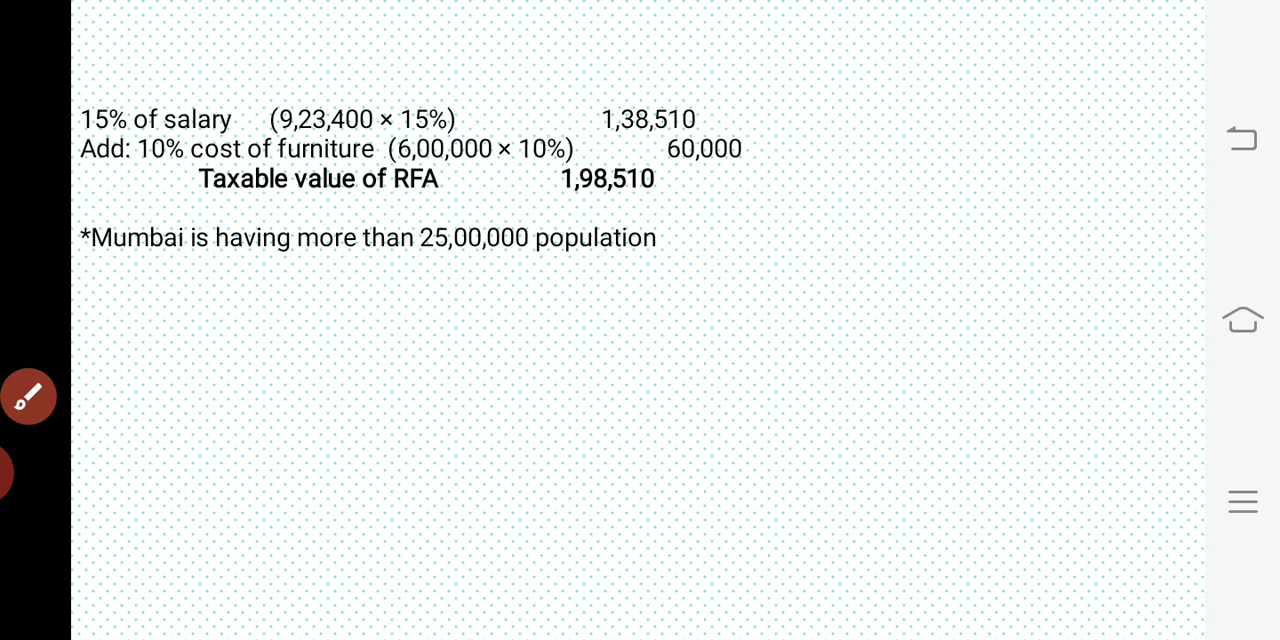 15% of salary (9,23,400 × 15%) 1,38,510
Add: 10% cost of furniture (6,00,000 × 10%) 60,000
Taxable value of RFA 1,98,510
*Mumbai is having more than 25,00,000 population